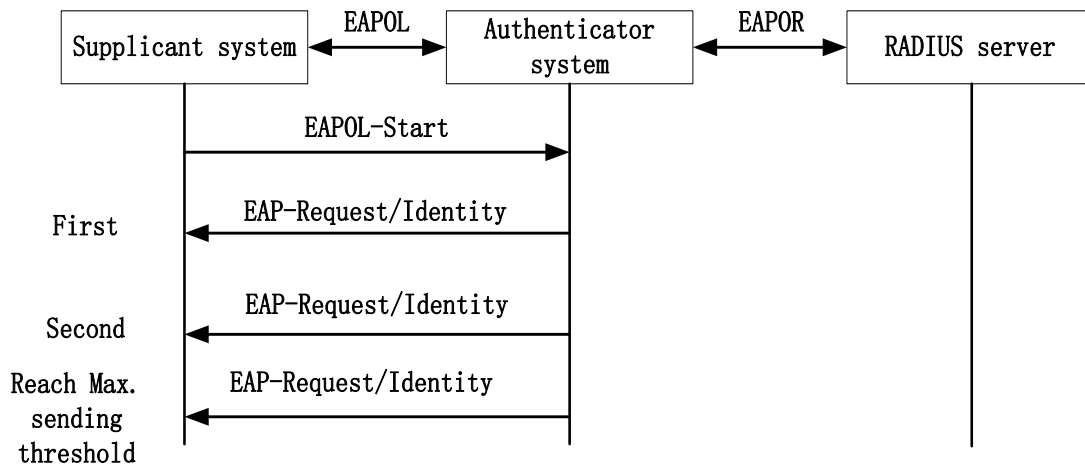 Supplicant system
EAPOL
Authenticator
system
EAPOR
RADIUS server
EAPOL-Start
First
EAP-Request/Identity
Second
EAP-Request/Identity
Reach Max.
sending
threshold
EAP-Request/Identity